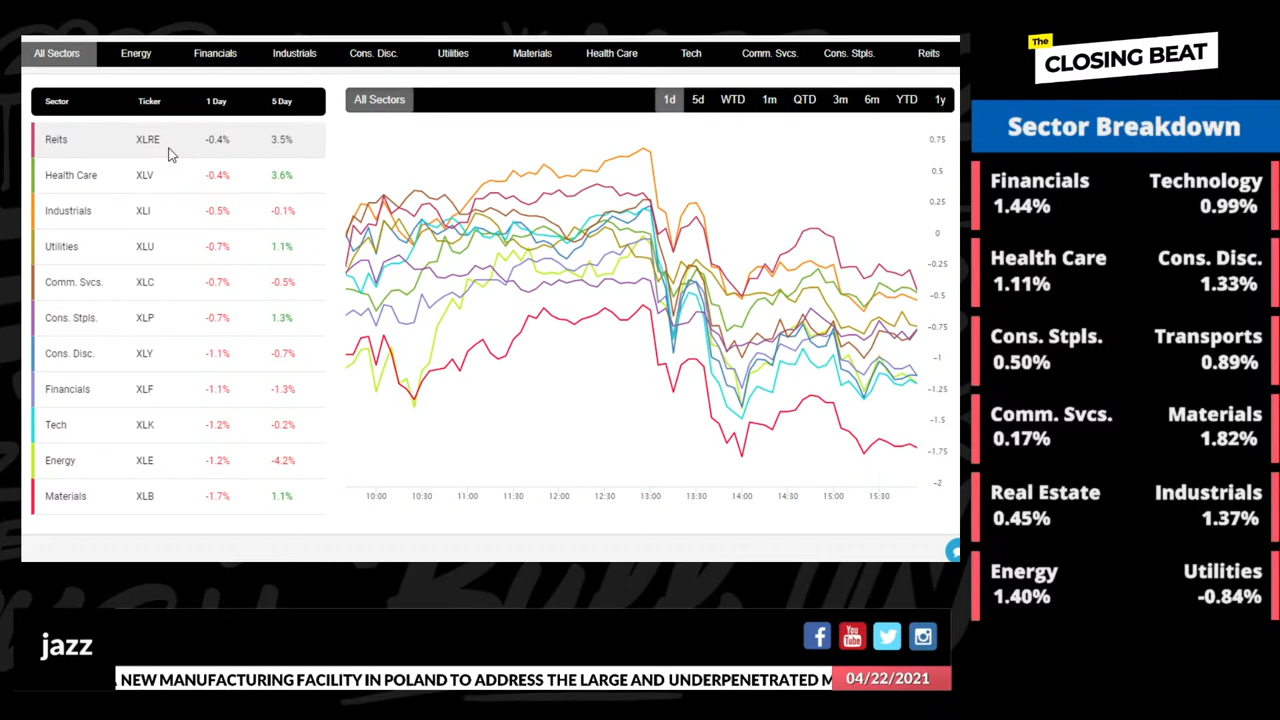 All Sectors Energy Financials Industrials Cons. Disc. Utilities Materials Health Care Tech Comm. Svcs. Cons. Stpls. Reits
The
CLOSING BEAT
Sector Ticker 1 Day 5 Day
Reits XLRE -0.4% 3.5%
Health Care XLV -0.4% 3.6%
Industrials XLI -0.5% -0.1%
Utilities XLU -0.7% 1.1%
Comm. Svcs. XLC -0.7% -0.5%
Cons. Stpls. XLP -0.7% 1.3%
Cons. Disc. XLY -1.1% -0.7%
Financials XLF -1.1% -1.3%
Tech XLK -1.2% -0.2%
Energy XLE -1.2% -4.2%
Materials XLB -1.7% 1.1%
All Sectors 1d 5d WTD 1m QTD 3m 6m YTD 1y
0.75
0.5
0.25
0
-0.25
-0.5
-0.75
-1
-1.25
-1.5
-1.75
-2
10:00 10:30 11:00 11:30 12:00 12:30 13:00 13:30 14:00 14:30 15:00 15:30
Sector Breakdown
Financials Technology
1.44% 0.99%
Health Care Cons. Disc.
1.11% 1.33%
Cons. Stpls. Transports
0.50% 0.89%
Comm. Svcs. Materials
0.17% 1.82%
Real Estate Industrials
0.45% 1.37%
Energy Utilities
1.40% -0.84%
jazz
You
Tube
NEW MANUFACTURING FACILITY IN POLAND TO ADDRESS THE LARGE AND UNDERPENETRATED M
04/22/2021